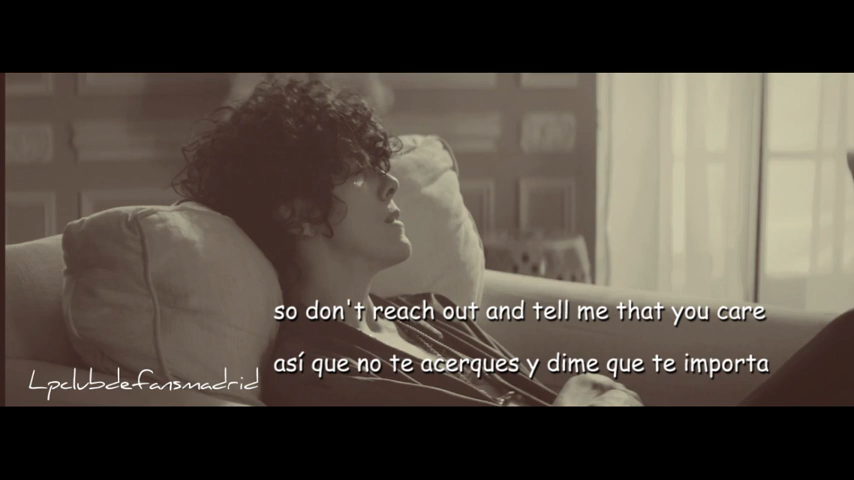 so don't reach out and tell me that you care
así que no te acerques y dime que te importa
Lpclubdefansmadrid